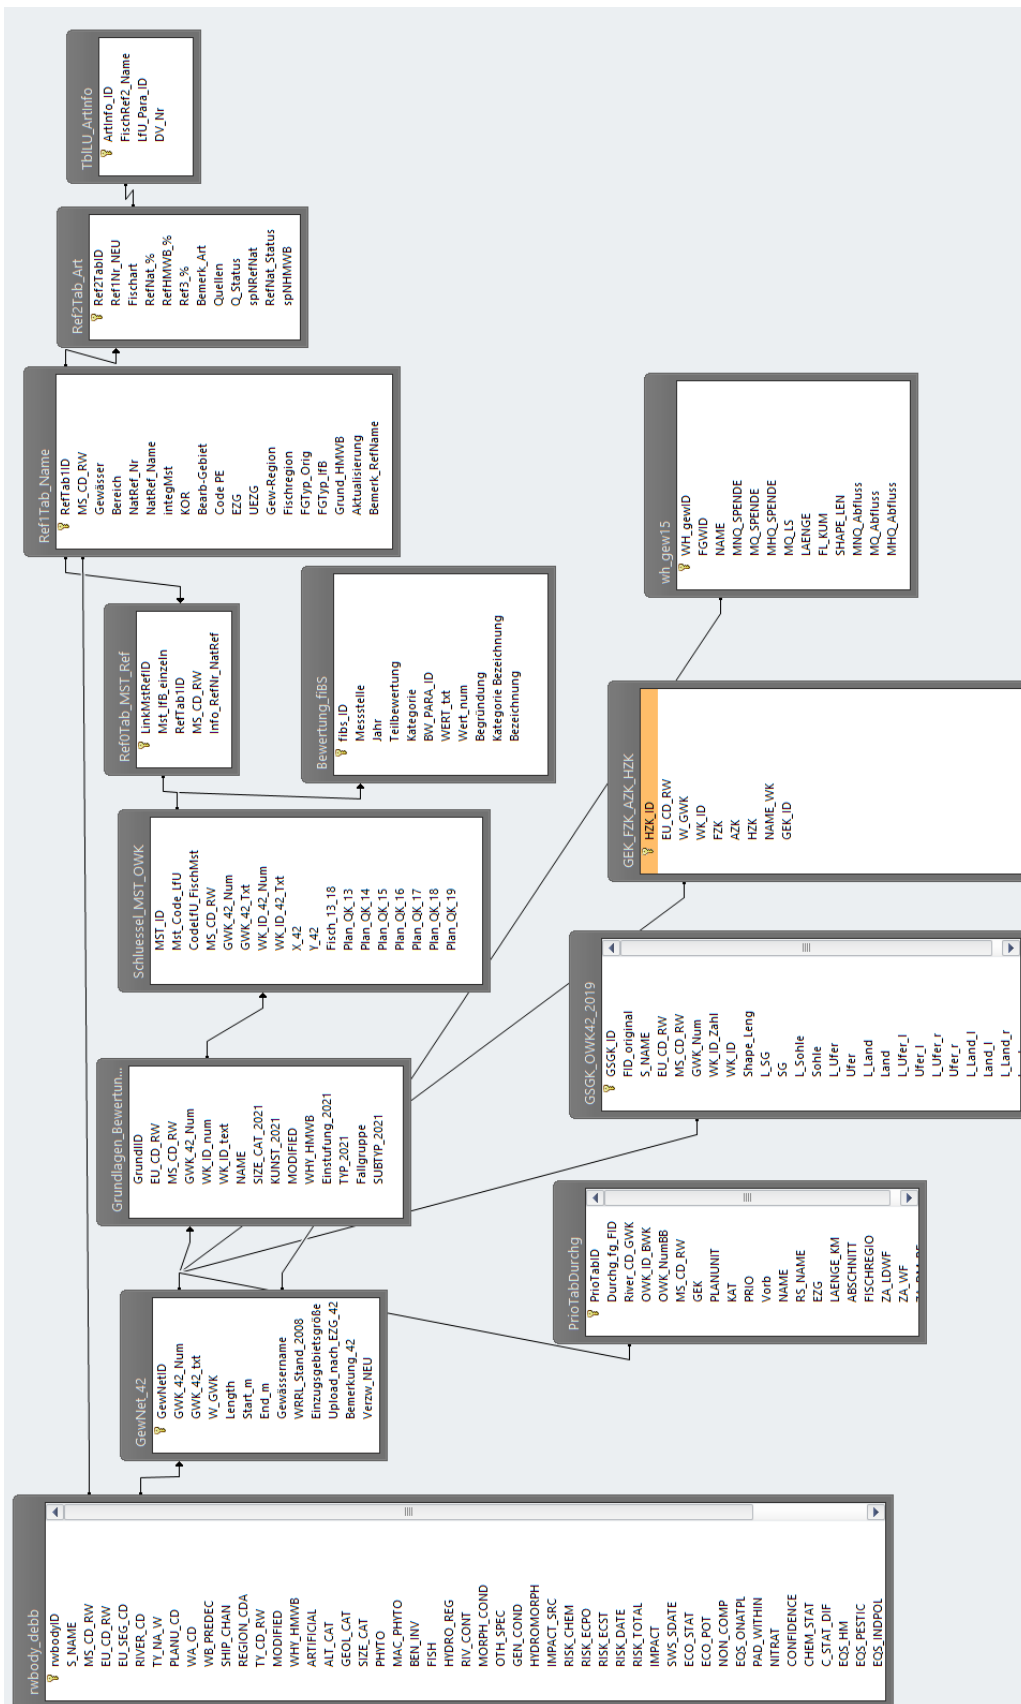 rwbody_debb
rwbodyID
S_NAME
MS_CD_RW
EU_CD_RW
EU_SEG_CD
RIVER_CD
TY_NA_W
PLANU_CD
WA_CD
WB_PREDEC
SHIP_CHAN
REGION_CDA
TY_CD_RW
MODIFIED
WHY_HMWB
ARTIFICIAL
ALT_CAT
GEOL_CAT
SIZE_CAT
PHYTO
MAC_PHYTO
BEN_INV
FISH
HYDRO_REG
RIV_CONT
MORPH_COND
OTH_SPEC
GEN_COND
HYDROMORPH
IMPACT_SRC
RISK_CHEM
RISK_ECPO
RISK_ECST
RISK_DATE
RISK_TOTAL
IMPACT
SWS_SDATE
ECO_STAT
ECO_POT
NON_COMP
EQS_ONATPL
PAD_WITHIN
NITRAT
CONFIDENCE
CHEM_STAT
C_STAT_DIF
EQS_HM
EQS_PESTIC
EQS_INDPOL
GewNet_42
GewNetID
GWK_42_Num
GWK_42_txt
W_GWK
Length
Start_m
End_m
Gewässername
WRRL_Stand_2008
Einzugsgebietsgröße
Upload_nach_EZG_42
Bemerkung_42
Verzw_NEU
PrioTabDurchg
PrioTabID
Durchg_fg_FID
River_CD_GWK
OWK_ID_BWK
OWK_NumBB
MS_CD_RW
GEK
PLANUNIT
KAT
PRIO
Vorb
NAME
RS_NAME
EZG
LAENGE_KM
ABSCHNITT
FISCHREGIO
ZA_LDWF
ZA_WF
Grundlagen_Bewertun...
GrundlID
EU_CD_RW
MS_CD_RW
GWK_42_Num
WK_ID_num
WK_ID_text
NAME
SIZE_CAT_2021
KUNST_2021
MODIFIED
WHY_HMWB
Einstufung_2021
TYP_2021
Fallgruppe
SUBTYP_2021
GSGK_OWK42_2019
GSGK_ID
FID_original
S_NAME
EU_CD_RW
MS_CD_RW
GWK_Num
WK_ID_Zahl
WK_ID
Shape_Leng
L_SG
SG
L_Sohle
Sohle
L_Ufer
Ufer
L_Land
Land
L_Ufer_l
Ufer_l
L_Ufer_r
Ufer_r
L_Land_l
Land_l
L_Land_r
Schluessel_MST_OWK
MST_ID
Mst_Code_LfU
CodeLfU_FischMst
MS_CD_RW
GWK_42_Num
GWK_42_Txt
WK_ID_42_Num
WK_ID_42_Txt
X_42
Y_42
Fisch_13_18
Plan_QK_13
Plan_QK_14
Plan_QK_15
Plan_QK_16
Plan_QK_17
Plan_QK_18
Plan_QK_19
GEK_FZK_AZK_HZK
HZK_ID
EU_CD_RW
W_GWK
WK_ID
FZK
AZK
HZK
NAME_WK
GEK_ID
Ref0Tab_MST_Ref
LinkMstRefID
Mst_IfB_einzeln
RefTab1ID
MS_CD_RW
Info_RefNr_NatRef
Bewertung_fiBS
fibs_ID
Messstelle
Jahr
Teilbewertung
Kategorie
BW_PARA_ID
WERT_txt
Wert_num
Begründung
Kategorie Bezeichnung
Bezeichnung
wh_gew15
WH_gewID
FGWID
NAME
MNQ_SPENDE
MQ_SPENDE
MHQ_SPENDE
MQ_LS
LAENGE
FL_KUM
SHAPE_LEN
MNQ_Abfluss
MQ_Abfluss
MHQ_Abfluss
Ref1Tab_Name
RefTab1ID
MS_CD_RW
Gewässer
Bereich
NatRef_Nr
NatRef_Name
integMst
KOR
Bearb-Gebiet
Code PE
EZG
UEZG
Gew-Region
Fischregion
FGTyp_Orig
FGTyp_IfB
Grund_HMWB
Aktualisierung
Bemerk_RefName
Ref2Tab_Art
Ref2TabID
Ref1Nr_NEU
Fischart
RefNat_%
RefHMWB_%
Ref3_%
Bemerk_Art
Quellen
Q_Status
spNRefNat
RefNat_Status
spNHMWB
TblLU_ArtInfo
ArtInfo_ID
FischRef2_Name
LfU_Para_ID
DV_Nr